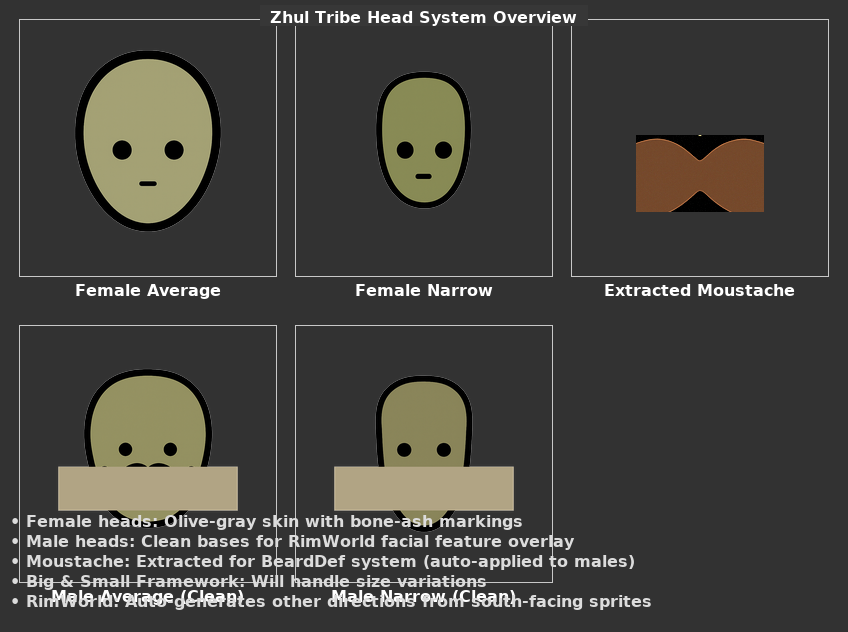 Zhul Tribe Head System Overview
Female Average
Female Narrow
Extracted Moustache
• Female heads: Olive-gray skin with bone-ash markings
• Male heads: Clean bases for RimWorld facial feature overlay
• Moustache: Extracted for BeardDef system (auto-applied to males)
• Big & Small Framework: Will handle size variations
Male Average (Clean)
Male Narrow (Clean)
• RimWorld: Auto-generates other directions from south-facing sprites